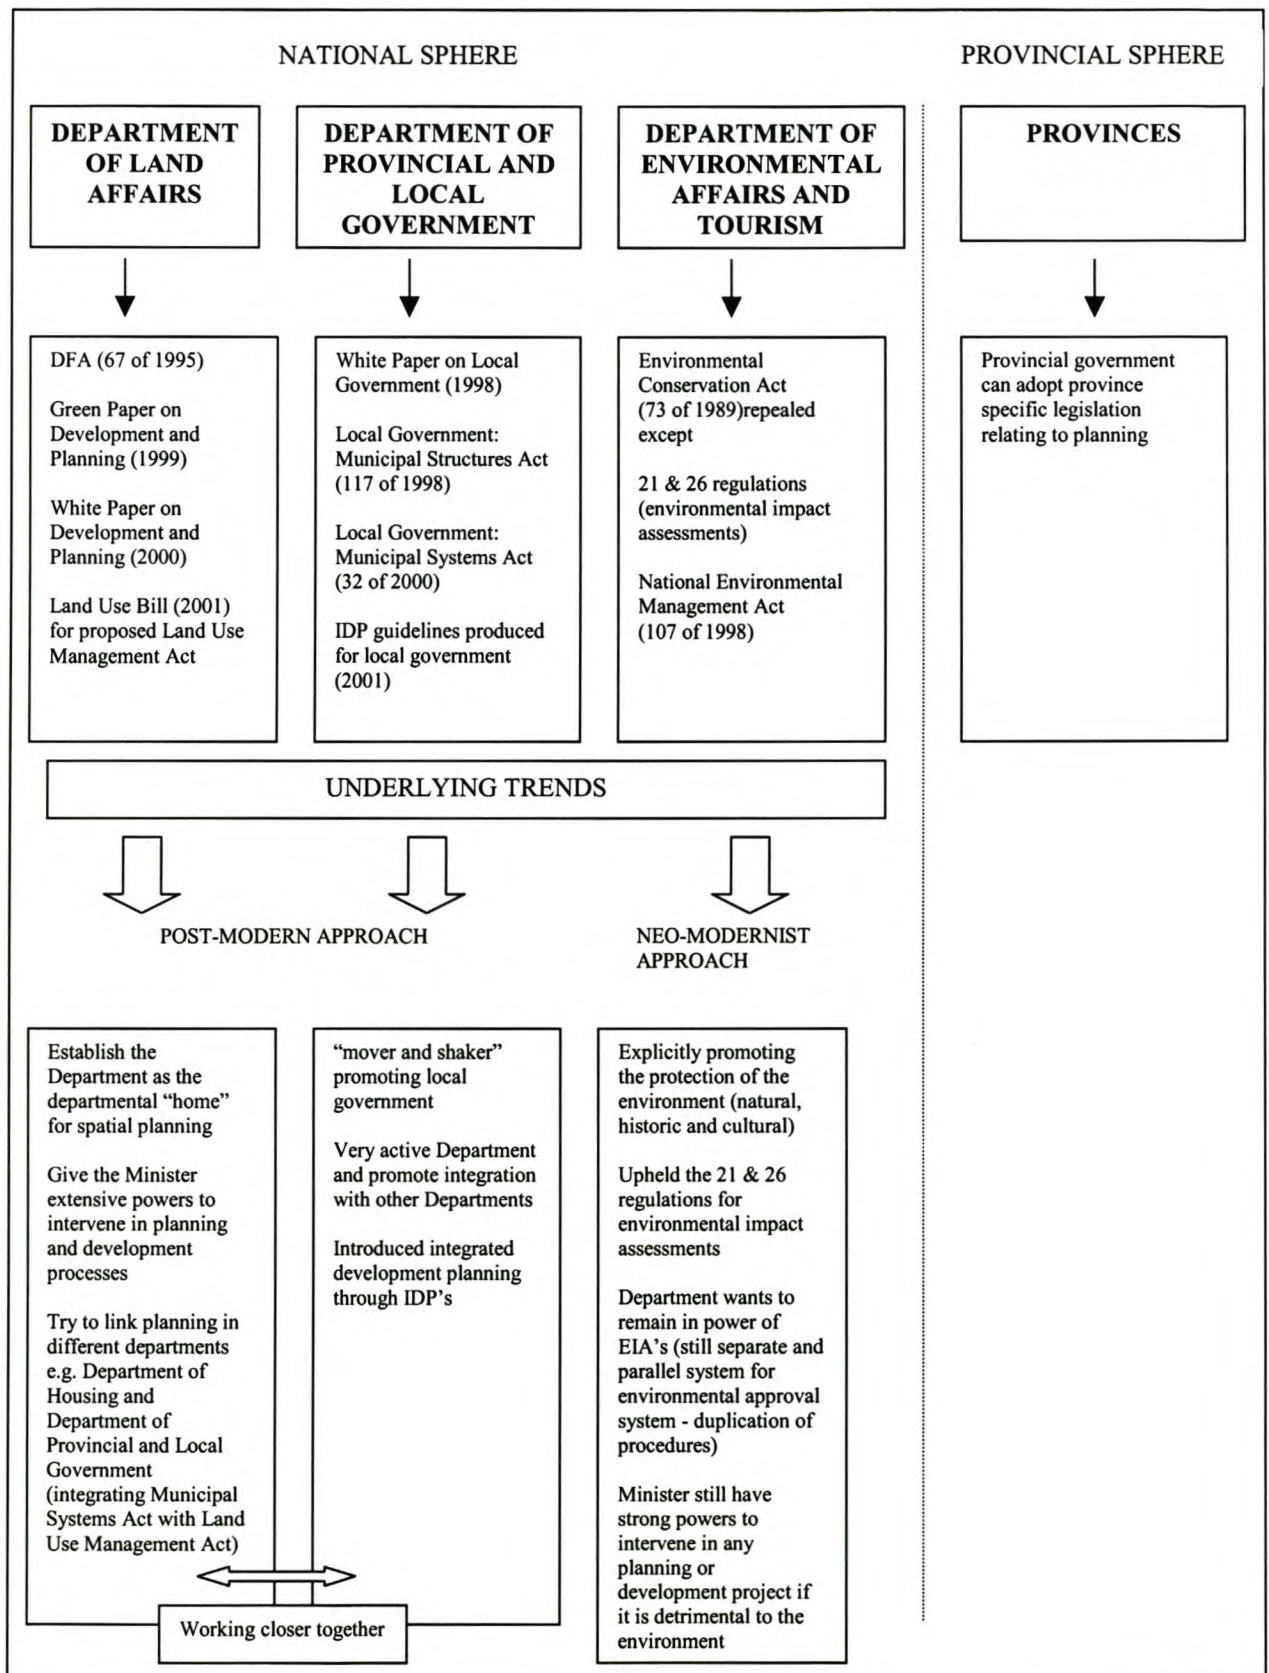 NATIONAL SPHERE
PROVINCIAL SPHERE
DEPARTMENT
OF LAND
AFFAIRS
DEPARTMENT OF
PROVINCIAL AND
LOCAL
GOVERNMENT
DEPARTMENT OF
ENVIRONMENTAL
AFFAIRS AND
TOURISM
PROVINCES
DFA (67 of 1995)
Green Paper on
Development and
Planning (1999)
White Paper on
Development and
Planning (2000)
Land Use Bill (2001)
for proposed Land Use
Management Act
White Paper on Local
Government (1998)
Local Government:
Municipal Structures Act
(117 of 1998)
Local Government:
Municipal Systems Act
(32 of 2000)
IDP guidelines produced
for local government
(2001)
Environmental
Conservation Act
(73 of 1989)repealed
except
21 & 26 regulations
(environmental impact
assessments)
National Environmental
Management Act
(107 of 1998)
Provincial government
can adopt province
specific legislation
relating to planning
UNDERLYING TRENDS
POST-MODERN APPROACH
NEO-MODERNIST
APPROACH
Establish the
Department as the
departmental “home”
for spatial planning
Give the Minister
extensive powers to
intervene in planning
and development
processes
Try to link planning in
different departments
e.g. Department of
Housing and
Department of
Provincial and Local
Government
(integrating Municipal
Systems Act with Land
Use Management Act)
“mover and shaker”
promoting local
government
Very active Department
and promote integration
with other Departments
Introduced integrated
development planning
through IDP's
Explicitly promoting
the protection of the
environment (natural,
historic and cultural)
Upheld the 21 & 26
regulations for
environmental impact
assessments
Department wants to
remain in power of
EIA's (still separate and
parallel system for
environmental approval
system - duplication of
procedures)
Minister still have
strong powers to
intervene in any
planning or
development project if
it is detrimental to the
environment
Working closer together